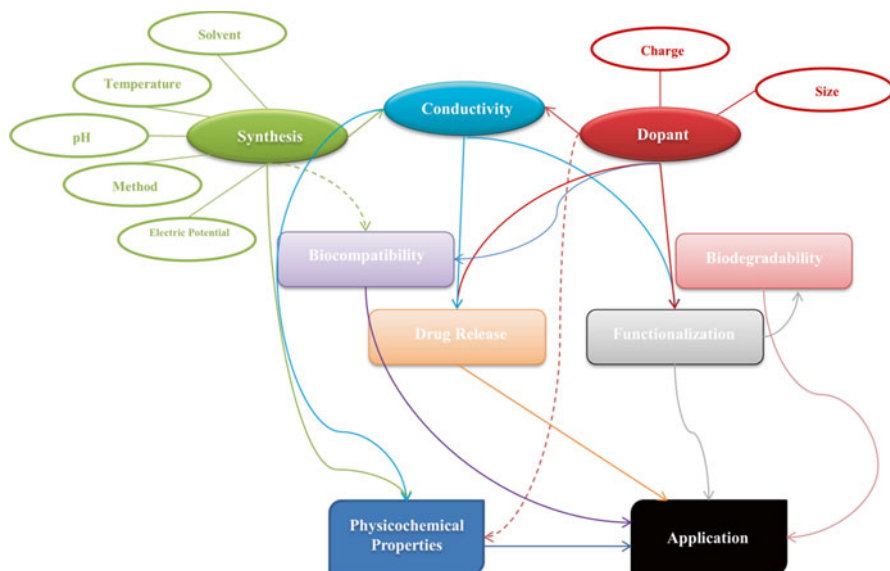 Solvent
Charge
Temperature
Size
Conductivity
Synthesis
Dopant
pH
Method
Electric Potential
Biocompatibility
Biodegradability
Drug Release
Functionalization
Physicochemical
Properties
Application